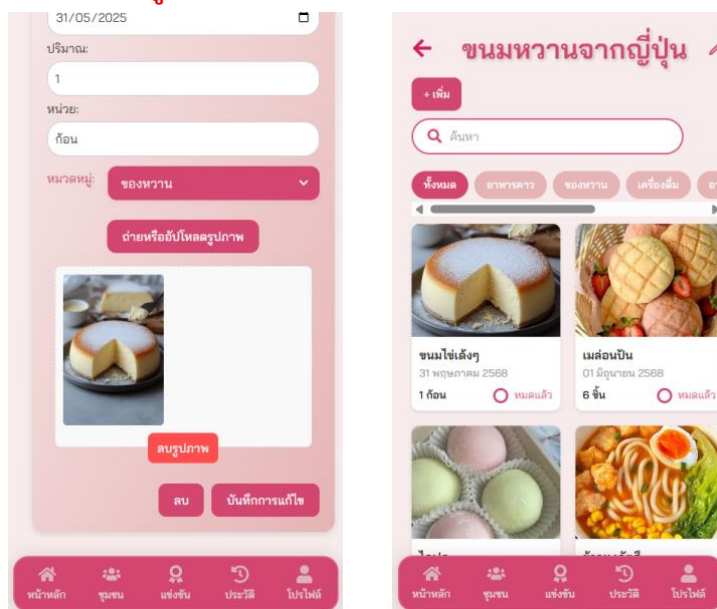 31/05/2025
ปริมาณ:
1
หน่วย:
ก้อน
หมวดหมู่:
ของหวาน
ถ่ายหรืออัปโหลดรูปภาพ
ลบรูปภาพ
ลบ
บันทึกการแก้ไข
หน้าหลัก
ชุมชน
แข่งขัน
ประวัติ
โปรไฟล์
ขนมหวานจากญี่ปุ่น
+ เพิ่ม
ค้นหา
ทั้งหมด
อาหารคาว
ของหวาน
เครื่องดื่ม
ขนมไข่เด้งๆ
31 พฤษภาคม 2568
1 ก้อน
หมดแล้ว
เมล่อนปัน
01 มิถุนายน 2568
6 ชิ้น
หมดแล้ว
หน้าหลัก
ชุมชน
แข่งขัน
ประวัติ
โปรไฟล์